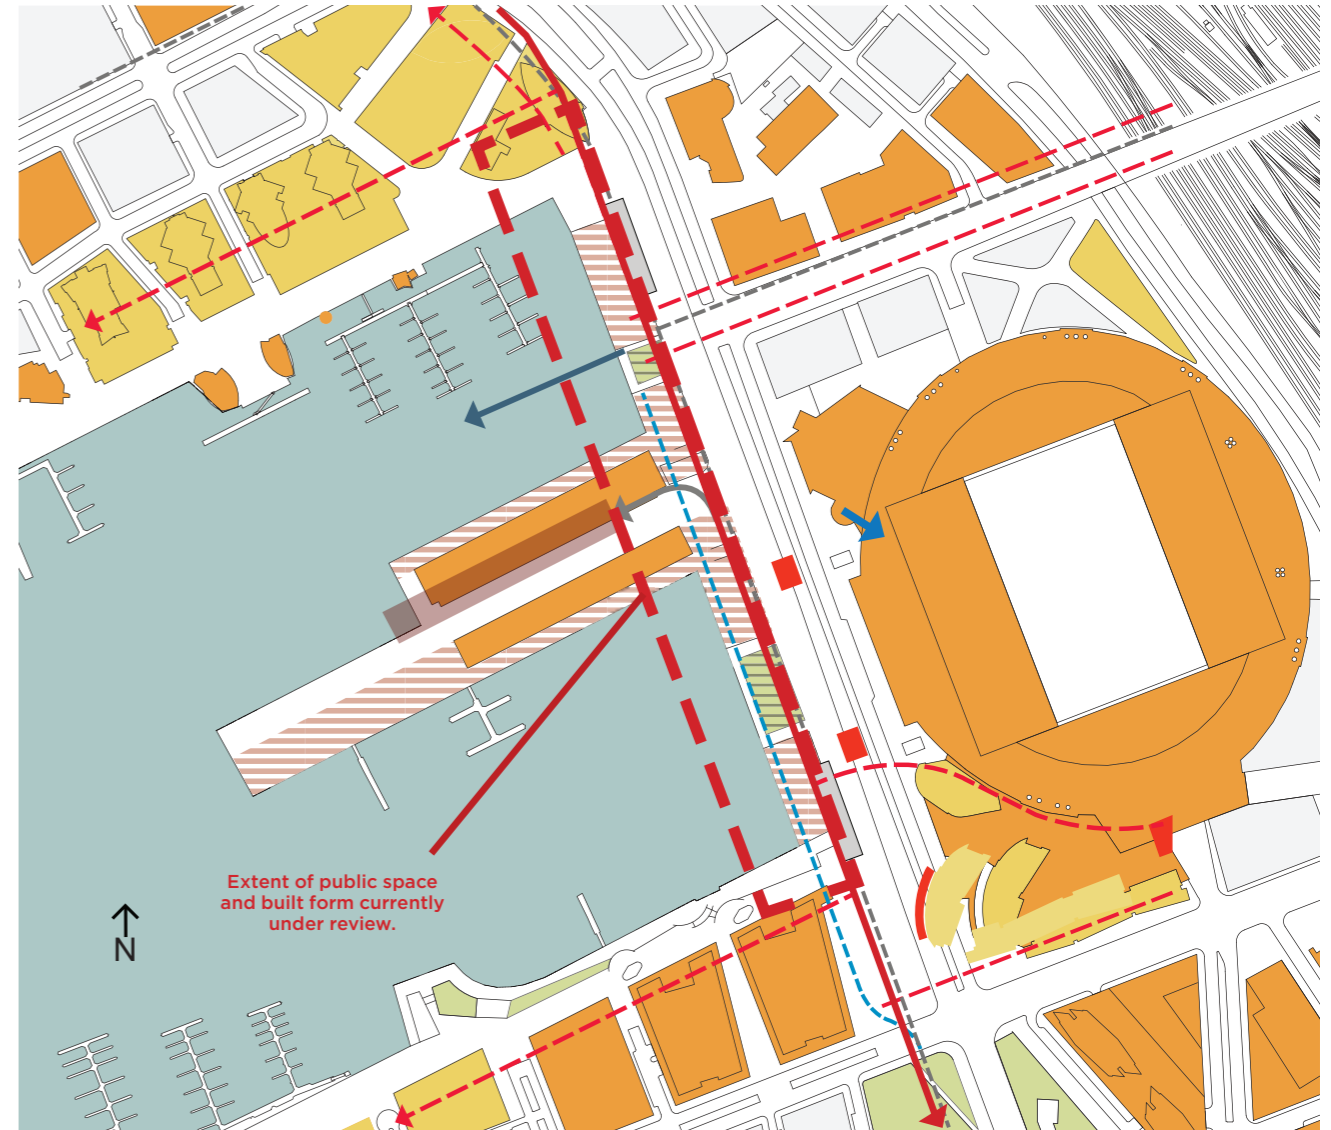 Extent of public space
and built form currently
under review.
N